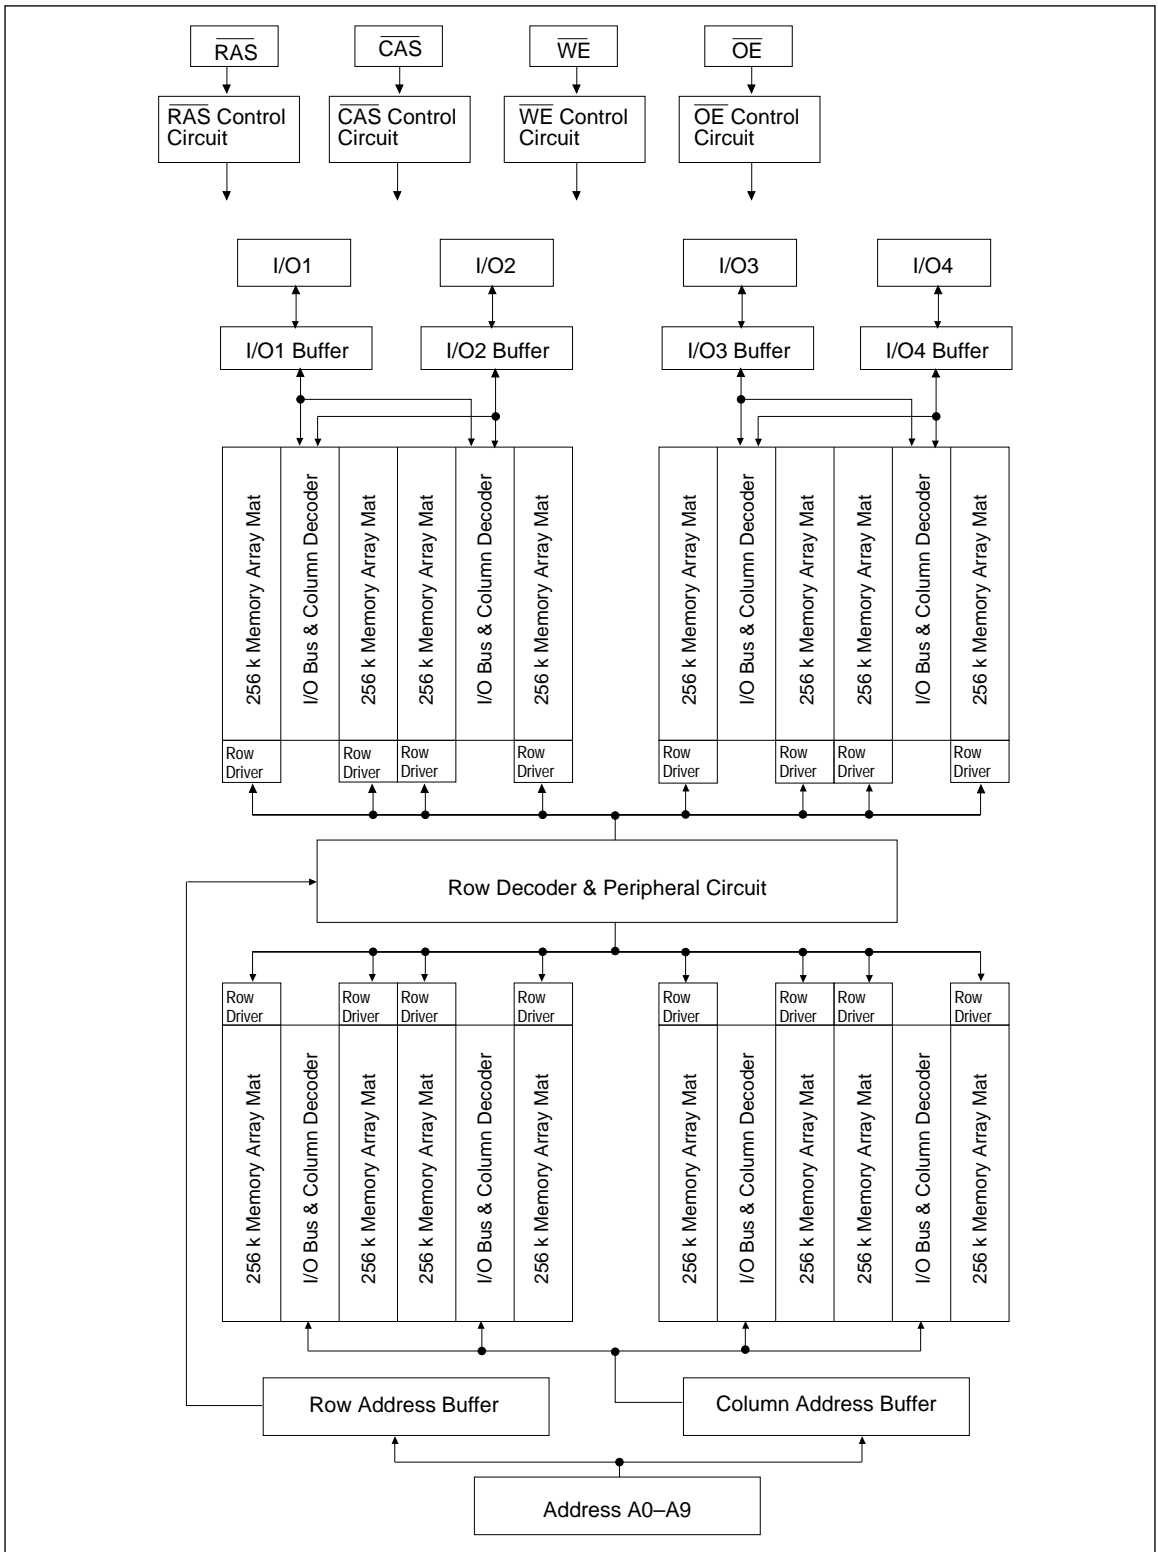 R̅A̅S̅
C̅A̅S̅
W̅E̅
O̅E̅
R̅A̅S̅ Control
Circuit
C̅A̅S̅ Control
Circuit
W̅E̅ Control
Circuit
O̅E̅ Control
Circuit
I/O1
I/O2
I/O3
I/O4
I/O1 Buffer
I/O2 Buffer
I/O3 Buffer
I/O4 Buffer
256 k Memory Array Mat
I/O Bus & Column Decoder
256 k Memory Array Mat
256 k Memory Array Mat
I/O Bus & Column Decoder
256 k Memory Array Mat
256 k Memory Array Mat
I/O Bus & Column Decoder
256 k Memory Array Mat
256 k Memory Array Mat
I/O Bus & Column Decoder
256 k Memory Array Mat
Row
Driver
Row
Driver
Row
Driver
Row
Driver
Row
Driver
Row
Driver
Row
Driver
Row
Driver
Row Decoder & Peripheral Circuit
Row
Driver
Row
Driver
Row
Driver
Row
Driver
Row
Driver
Row
Driver
Row
Driver
Row
Driver
256 k Memory Array Mat
I/O Bus & Column Decoder
256 k Memory Array Mat
256 k Memory Array Mat
I/O Bus & Column Decoder
256 k Memory Array Mat
256 k Memory Array Mat
I/O Bus & Column Decoder
256 k Memory Array Mat
256 k Memory Array Mat
I/O Bus & Column Decoder
256 k Memory Array Mat
Row Address Buffer
Column Address Buffer
Address A0–A9